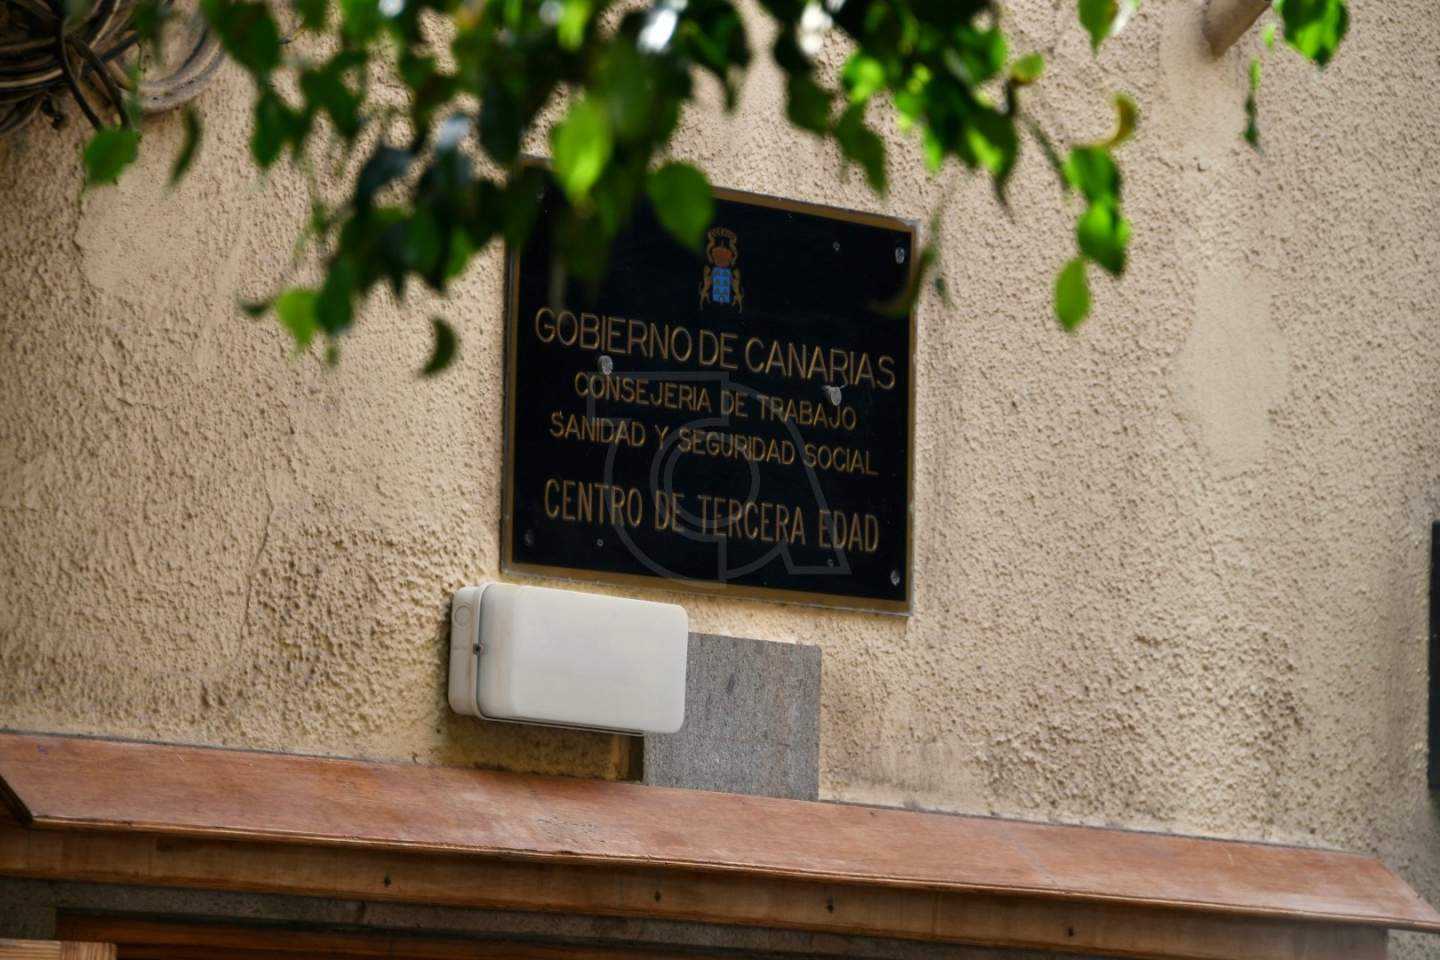 GOBIERNO DE CANARIAS
CONSEJERIA DE TRABAJO
SANIDAD Y SEGURIDAD SOCIAL
CENTRO DE TERCERA EDAD